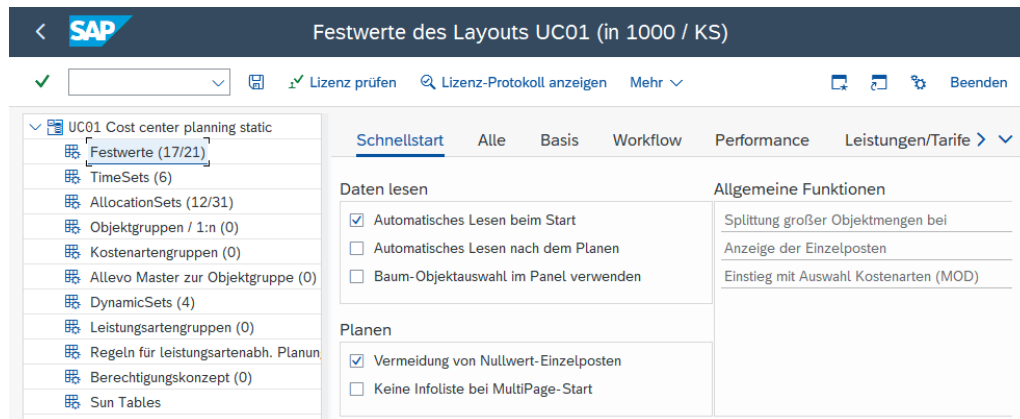 SAP
Festwerte des Layouts UC01 (in 1000 / KS)
Lizenz prüfen
Lizenz-Protokoll anzeigen
Mehr
Beenden
UC01 Cost center planning static
Festwerte (17/21)
TimeSets (6)
AllocationSets (12/31)
Objektgruppen / 1:n (0)
Kostenartengruppen (0)
Allevo Master zur Objektgruppe (0)
DynamicSets (4)
Leistungsartengruppen (0)
Regeln für leistungsartenabh. Planun
Berechtigungskonzept (0)
Sun Tables
Schnellstart
Alle
Basis
Workflow
Performance
Leistungen/Tarife
Daten lesen
Automatisches Lesen beim Start
Automatisches Lesen nach dem Planen
Baum-Objektauswahl im Panel verwenden
Planen
Vermeidung von Nullwert-Einzelposten
Keine Infoliste bei MultiPage-Start
Allgemeine Funktionen
Splittung großer Objektmengen bei
Anzeige der Einzelposten
Einstieg mit Auswahl Kostenarten (MOD)